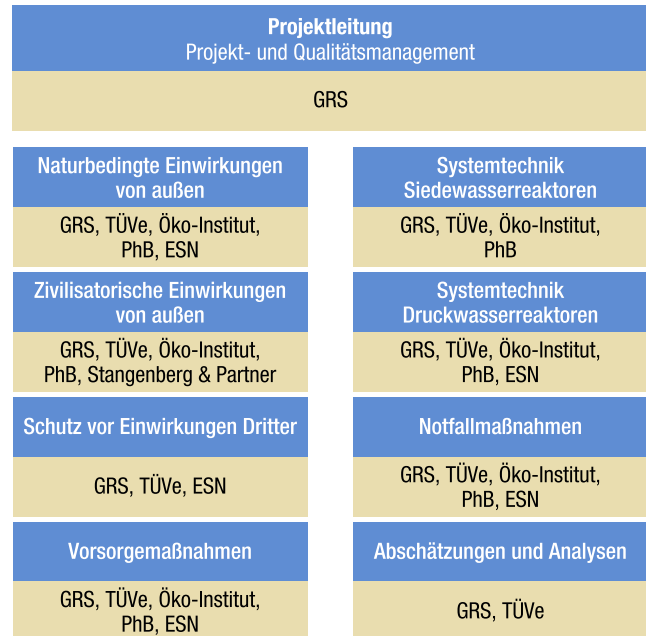 Projektleitung
Projekt- und Qualitätsmanagement
GRS
Naturbedingte Einwirkungen
von außen
GRS, TÜVe, Öko-Institut,
PhB, ESN
Systemtechnik
Siedewasserreaktoren
GRS, TÜVe, Öko-Institut,
PhB
Zivilisatorische Einwirkungen
von außen
GRS, TÜVe, Öko-Institut,
PhB, Stangenberg & Partner
Systemtechnik
Druckwasserreaktoren
GRS, TÜVe, Öko-Institut,
PhB, ESN
Schutz vor Einwirkungen Dritter
GRS, TÜVe, ESN
Notfallmaßnahmen
GRS, TÜVe, Öko-Institut,
PhB, ESN
Vorsorgemaßnahmen
GRS, TÜVe, Öko-Institut,
PhB, ESN
Abschätzungen und Analysen
GRS, TÜVe